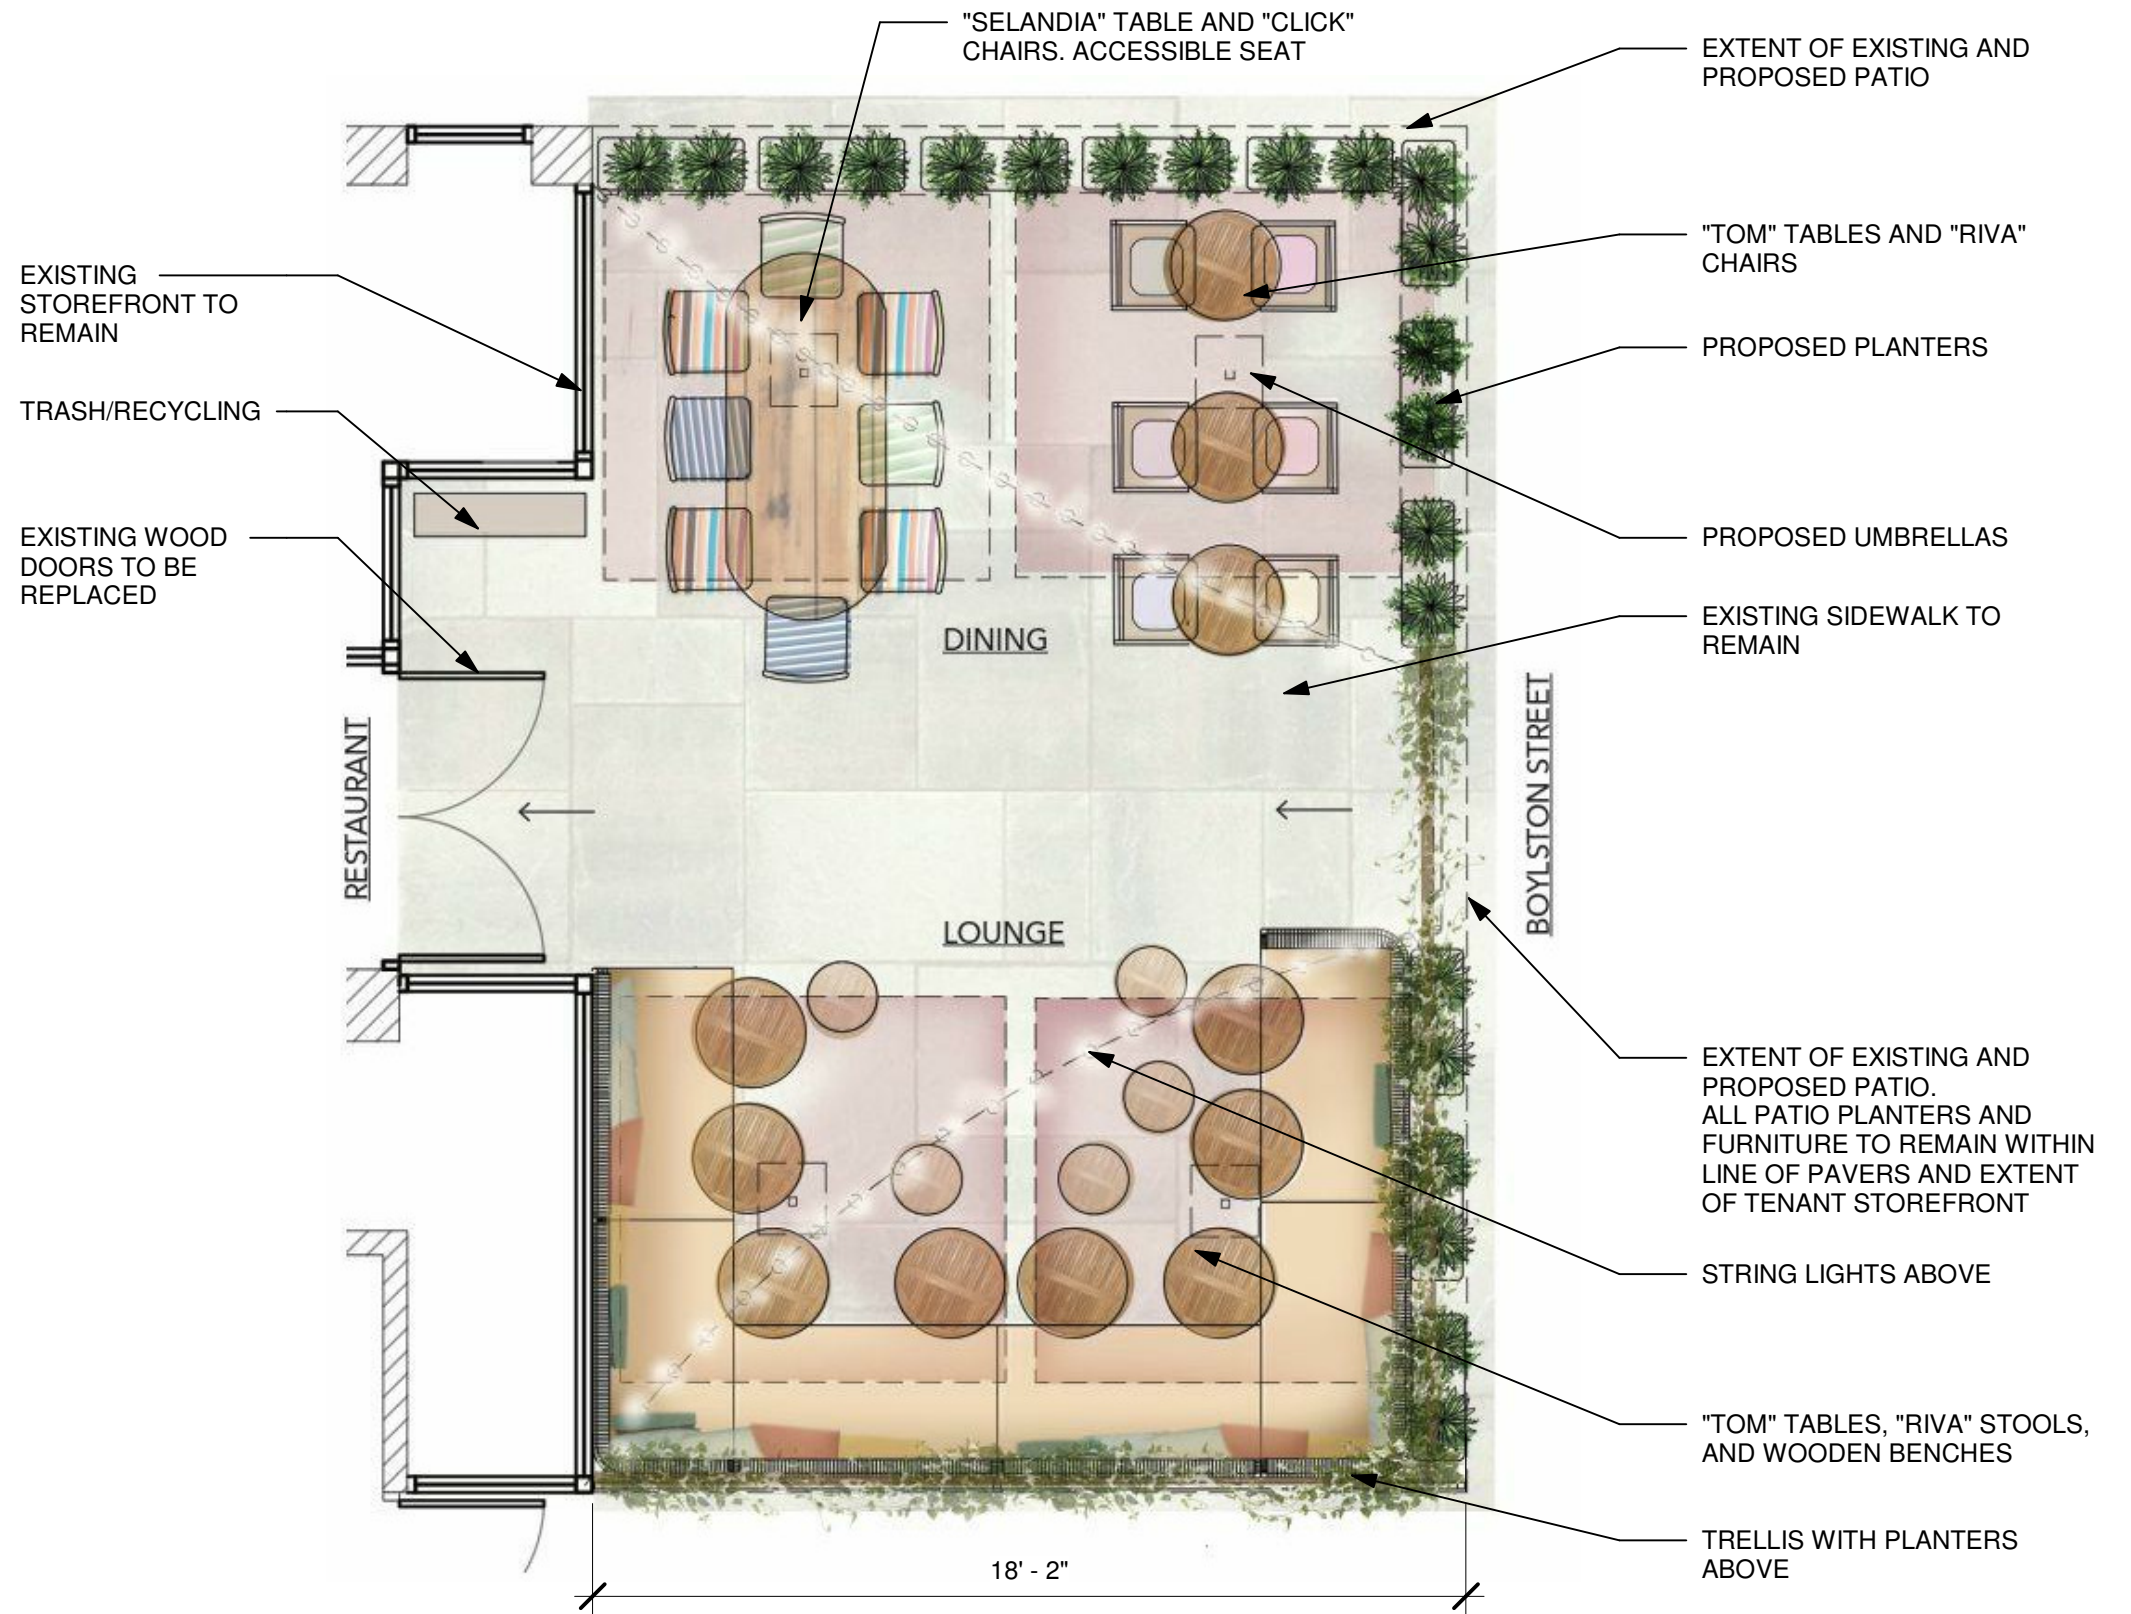 "SELANDIA" TABLE AND "CLICK"
CHAIRS. ACCESSIBLE SEAT
EXTENT OF EXISTING AND
PROPOSED PATIO
"TOM" TABLES AND "RIVA"
CHAIRS
EXISTING
STOREFRONT TO
REMAIN
PROPOSED PLANTERS
TRASH/RECYCLING
EXISTING WOOD
DOORS TO BE
REPLACED
PROPOSED UMBRELLAS
EXISTING SIDEWALK TO
REMAIN
DINING
RESTAURANT
BOYLSTON STREET
LOUNGE
EXTENT OF EXISTING AND
PROPOSED PATIO.
ALL PATIO PLANTERS AND
FURNITURE TO REMAIN WITHIN
LINE OF PAVERS AND EXTENT
OF TENANT STOREFRONT
STRING LIGHTS ABOVE
"TOM" TABLES, "RIVA" STOOLS,
AND WOODEN BENCHES
TRELLIS WITH PLANTERS
ABOVE
18' - 2"